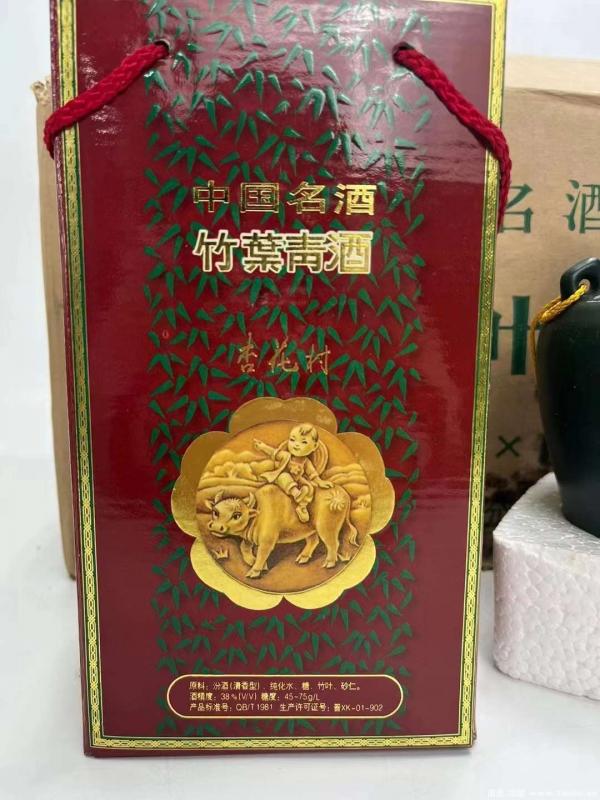 中国名酒
竹葉青酒
杏花村
原料：汾酒(清香型)、纯化水、糖、竹叶、砂仁。
酒精度：38%(V/V) 糖度：45-75g/L
产品标准号：QB/T1981 生产许可证号：晋XK-01-902
名酒
叶
×